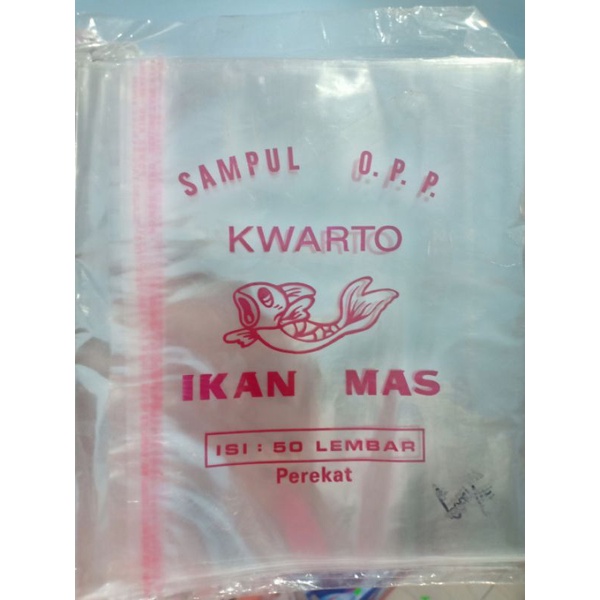 SAMPUL O.P.P.
KWARTO
IKAN MAS
ISI : 50 LEMBAR
Perekat